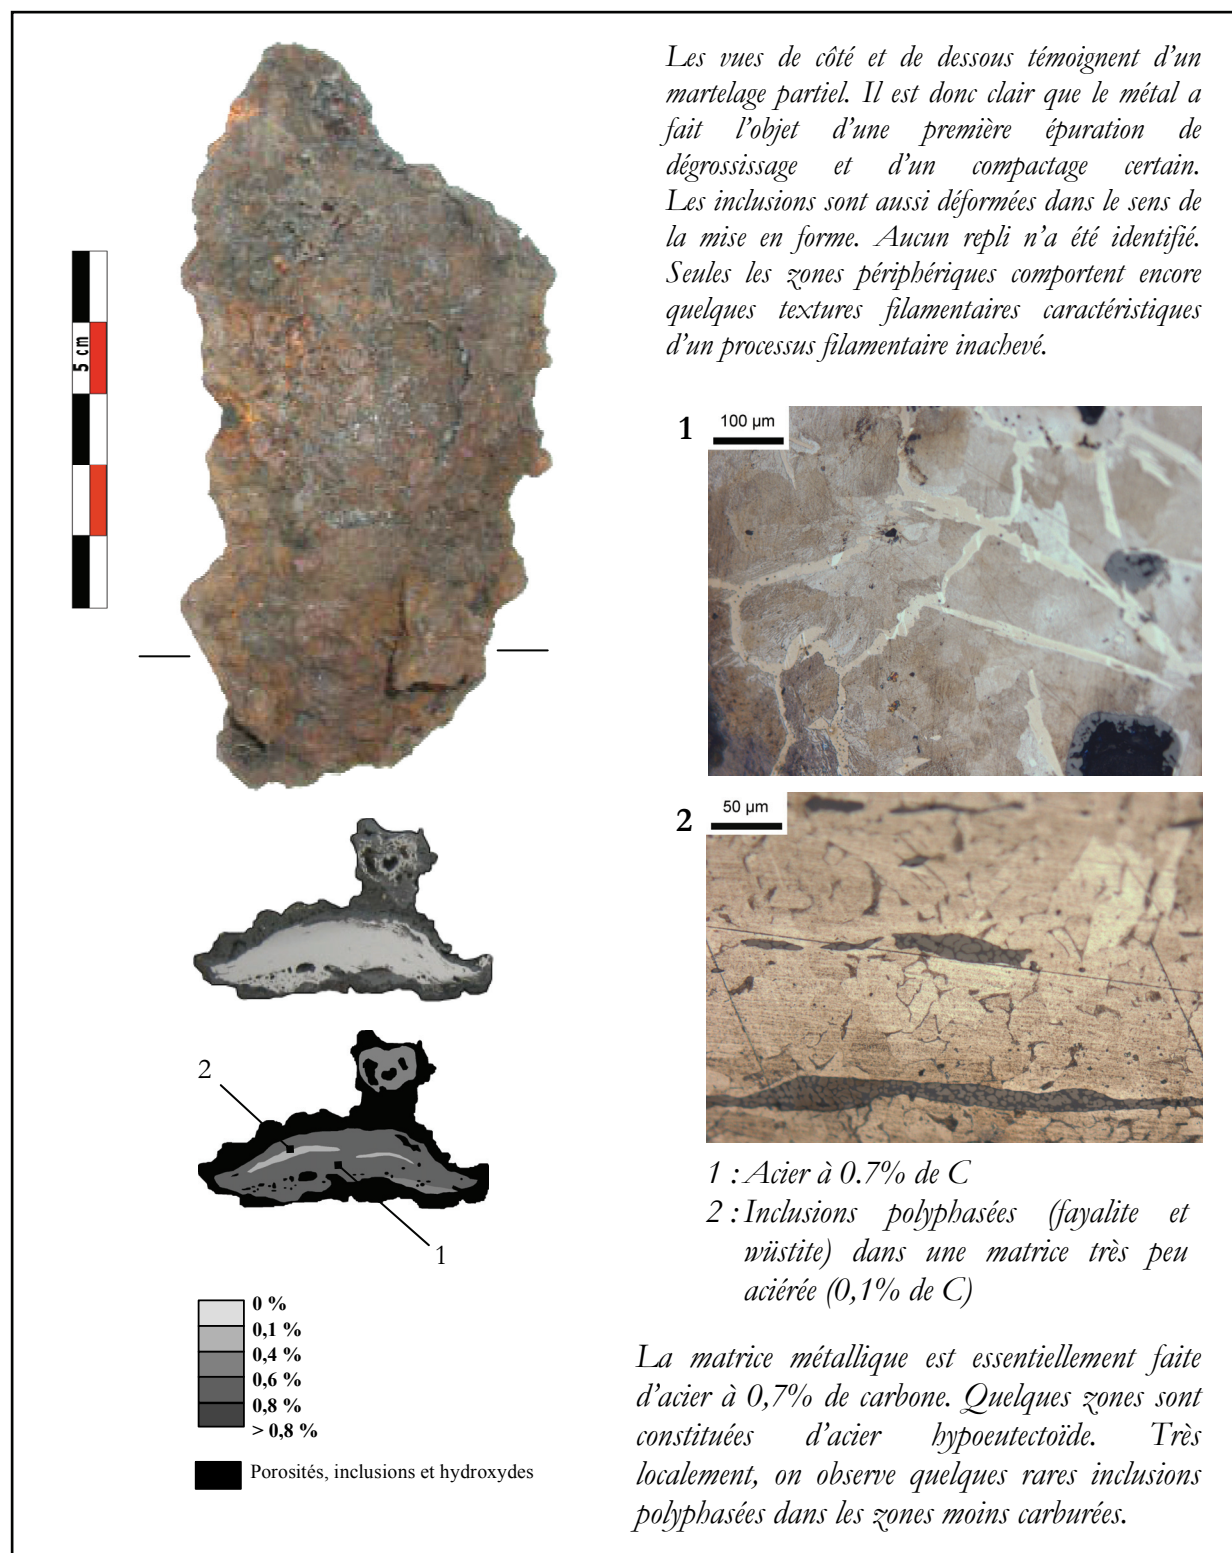 Les vues de côté et de dessous témoignent d'un
martelage partiel. Il est donc clair que le métal a
fait l'objet d'une première épuration de
dégrossissage et d'un compactage certain.
Les inclusions sont aussi déformées dans le sens de
la mise en forme. Aucun repli n'a été identifié.
Seules les zones périphériques comportent encore
quelques textures filamentaires caractéristiques
d'un processus filamentaire inachevé.
5 cm
1
100 µm
2
50 µm
2
1
1 : Acier à 0.7% de C
2 : Inclusions polyphasées (fayalite et
wüstite) dans une matrice très peu
aciérée (0,1% de C)
0 %
0,1 %
0,4 %
0,6 %
0,8 %
> 0,8 %
Porosités, inclusions et hydroxydes
La matrice métallique est essentiellement faite
d'acier à 0,7% de carbone. Quelques zones sont
constituées d'acier hypoeutectoïde. Très
localement, on observe quelques rares inclusions
polyphasées dans les zones moins carburées.